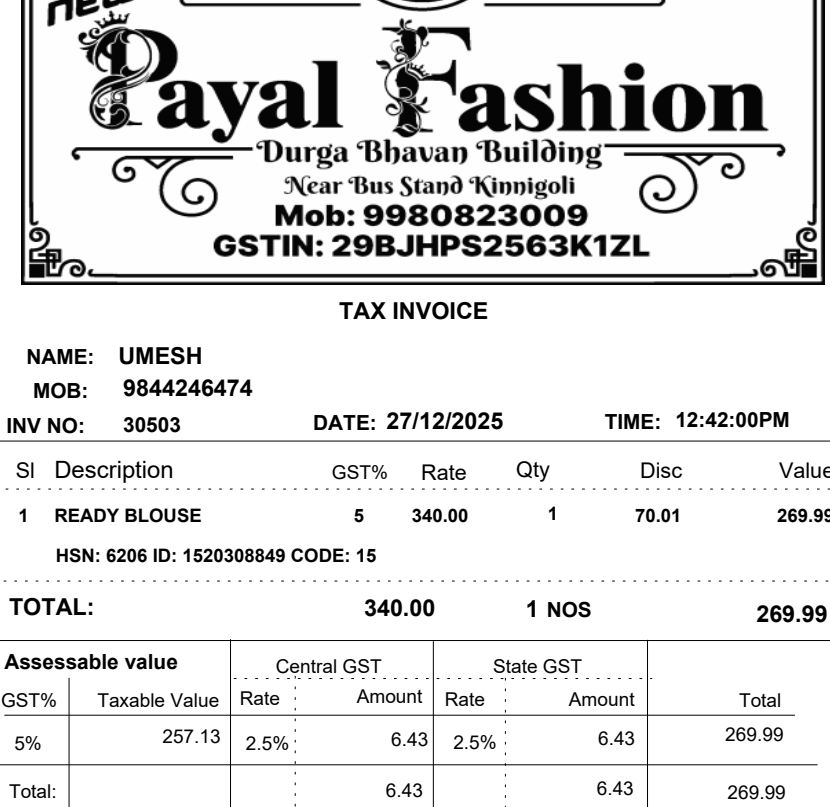 new
Payal Fashion
Durga Bhavan Building
Near Bus Stand Kinnigoli
Mob: 9980823009
GSTIN: 29BJHPS2563K1ZL
TAX INVOICE
NAME: UMESH
MOB: 9844246474
INV NO: 30503 DATE: 27/12/2025 TIME: 12:42:00PM
Sl Description GST% Rate Qty Disc Value
1 READY BLOUSE 5 340.00 1 70.01 269.99
HSN: 6206 ID: 1520308849 CODE: 15
TOTAL: 340.00 1 NOS 269.99
Assessable value Central GST State GST
GST% Taxable Value Rate Amount Rate Amount Total
5% 257.13 2.5% 6.43 2.5% 6.43 269.99
Total: 6.43 6.43 269.99